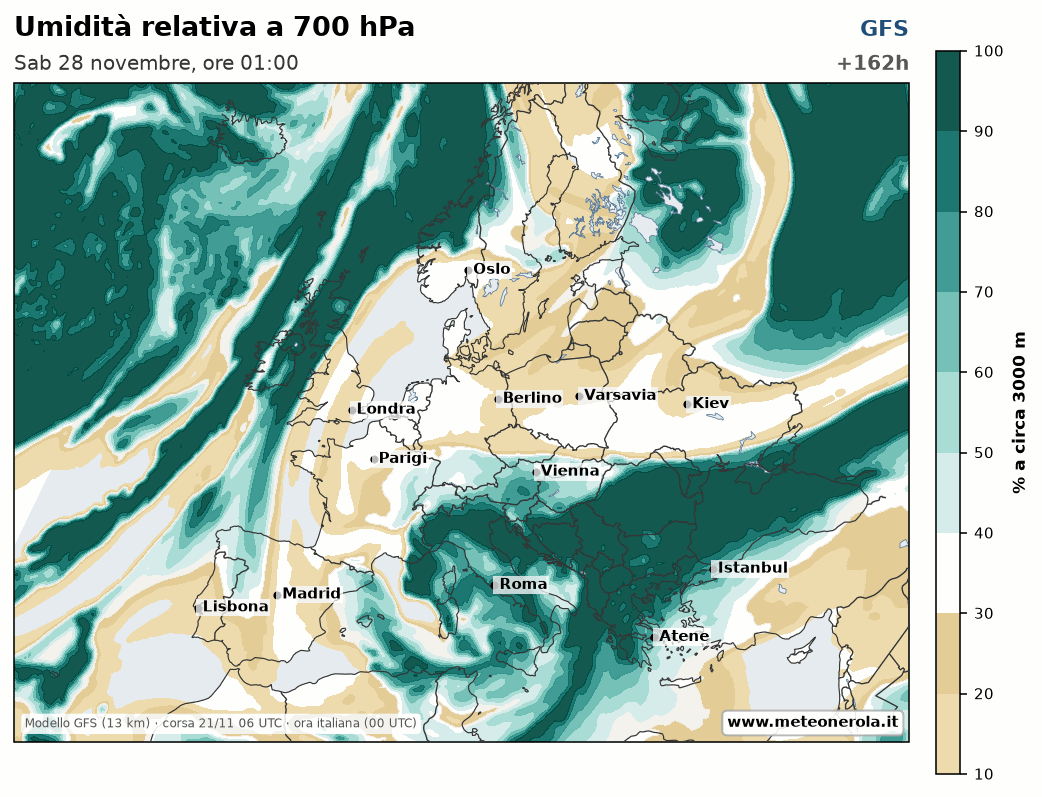 Umidità relativa a 700 hPa
GFS
Sab 28 novembre, ore 01:00
+162h
Oslo
Londra
Berlino
Varsavia
Kiev
Parigi
Vienna
Roma
Istanbul
Madrid
Lisbona
Atene
Modello GFS (13 km) · corsa 21/11 06 UTC · ora italiana (00 UTC)
www.meteonerola.it
100
90
80
70
60
50
40
30
20
10
% a circa 3000 m